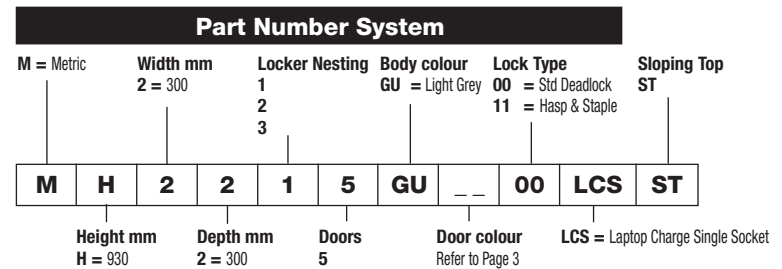 Part Number System
M = Metric
Width mm
2 = 300
Locker Nesting
1
2
3
Body colour
GU = Light Grey
Lock Type
00 = Std Deadlock
11 = Hasp & Staple
Sloping Top
ST
M H 2 2 1 5 GU _ _ 00 LCS ST
Height mm
H = 930
Depth mm
2 = 300
Doors
5
Door colour
Refer to Page 3
LCS = Laptop Charge Single Socket